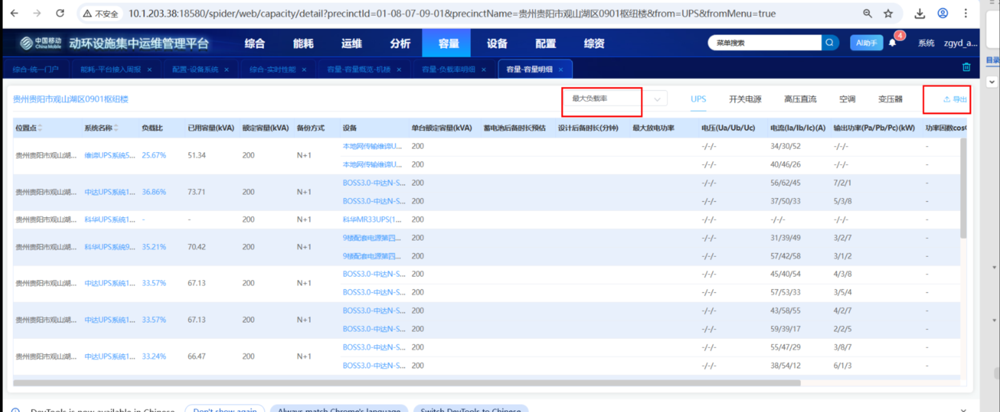 不安全 10.1.203.38:18580/spider/web/capacity/detail?precinctId=01-08-07-09-01&precinctName=贵州贵阳市观山湖区0901枢纽楼&from=UPS&fromMenu=true
中国移动 China Mobile 动环设施集中运维管理平台 综合 能耗 运维 分析 容量 设备 配置 综资 菜单搜索 AI助手 4 系统 zgyd_a...
综合-统一门户 能耗-平台接入周报 × 配置-设备系统 × 综合-实时性能 × 容量-容量概览-机楼 × 容量-负载率明细 × 容量-容量明细 ×
目录
贵州贵阳市观山湖区0901枢纽楼 最大负载率 UPS 开关电源 高压直流 空调 变压器 导出
位置点 系统名称 负载比 已用容量(kVA) 额定容量(kVA) 备份方式 设备 单台额定容量(kVA) 蓄电池后备时长预估 设计后备时长(分钟) 最大放电功率 电压(Ua/Ub/Uc) 电流(Ia/Ib/Ic)(A) 输出功率(Pa/Pb/Pc)(kW) 功率因数cos
本地网传输维谛U... 200 -/-/- 34/30/52 -/-/- -
贵州贵阳市观山湖... 维谛UPS系统5... 25.67% 51.34 200 N+1
本地网传输维谛U... 200 -/-/- 40/46/26 -/-/- -
BOSS3.0-中达N-S... 200 -/-/- 56/62/45 7/2/1 -
贵州贵阳市观山湖... 中达UPS系统1... 36.86% 73.71 200 N+1
BOSS3.0-中达N-S... 200 -/-/- 37/50/33 5/3/8 -
贵州贵阳市观山湖... 科华UPS系统1... - - 200 N+1 科华MR33UPS(1... 200 -/-/- -/-/- -/-/- -
9楼配套电源第四... 200 -/-/- 31/39/49 3/2/7 -
贵州贵阳市观山湖... 科华UPS系统9... 35.21% 70.42 200 N+1
9楼配套电源第四... 200 -/-/- 57/42/58 3/1/2 -
BOSS3.0-中达N-S... 200 -/-/- 45/40/54 4/3/8 -
贵州贵阳市观山湖... 中达UPS系统1... 33.57% 67.13 200 N+1
BOSS3.0-中达N-S... 200 -/-/- 57/53/33 3/5/4 -
BOSS3.0-中达N-S... 200 -/-/- 43/58/55 4/2/7 -
贵州贵阳市观山湖... 中达UPS系统1... 33.57% 67.13 200 N+1
BOSS3.0-中达N-S... 200 -/-/- 59/39/17 2/2/5 -
BOSS3.0-中达N-S... 200 -/-/- 55/47/29 3/8/7 -
贵州贵阳市观山湖... 中达UPS系统1... 33.24% 66.47 200 N+1
BOSS3.0-中达N-S... 200 -/-/- 38/54/12 6/1/3 -
DevTools is now available in Chinese Don't show again Always match Chrome's language Switch DevTools to Chinese